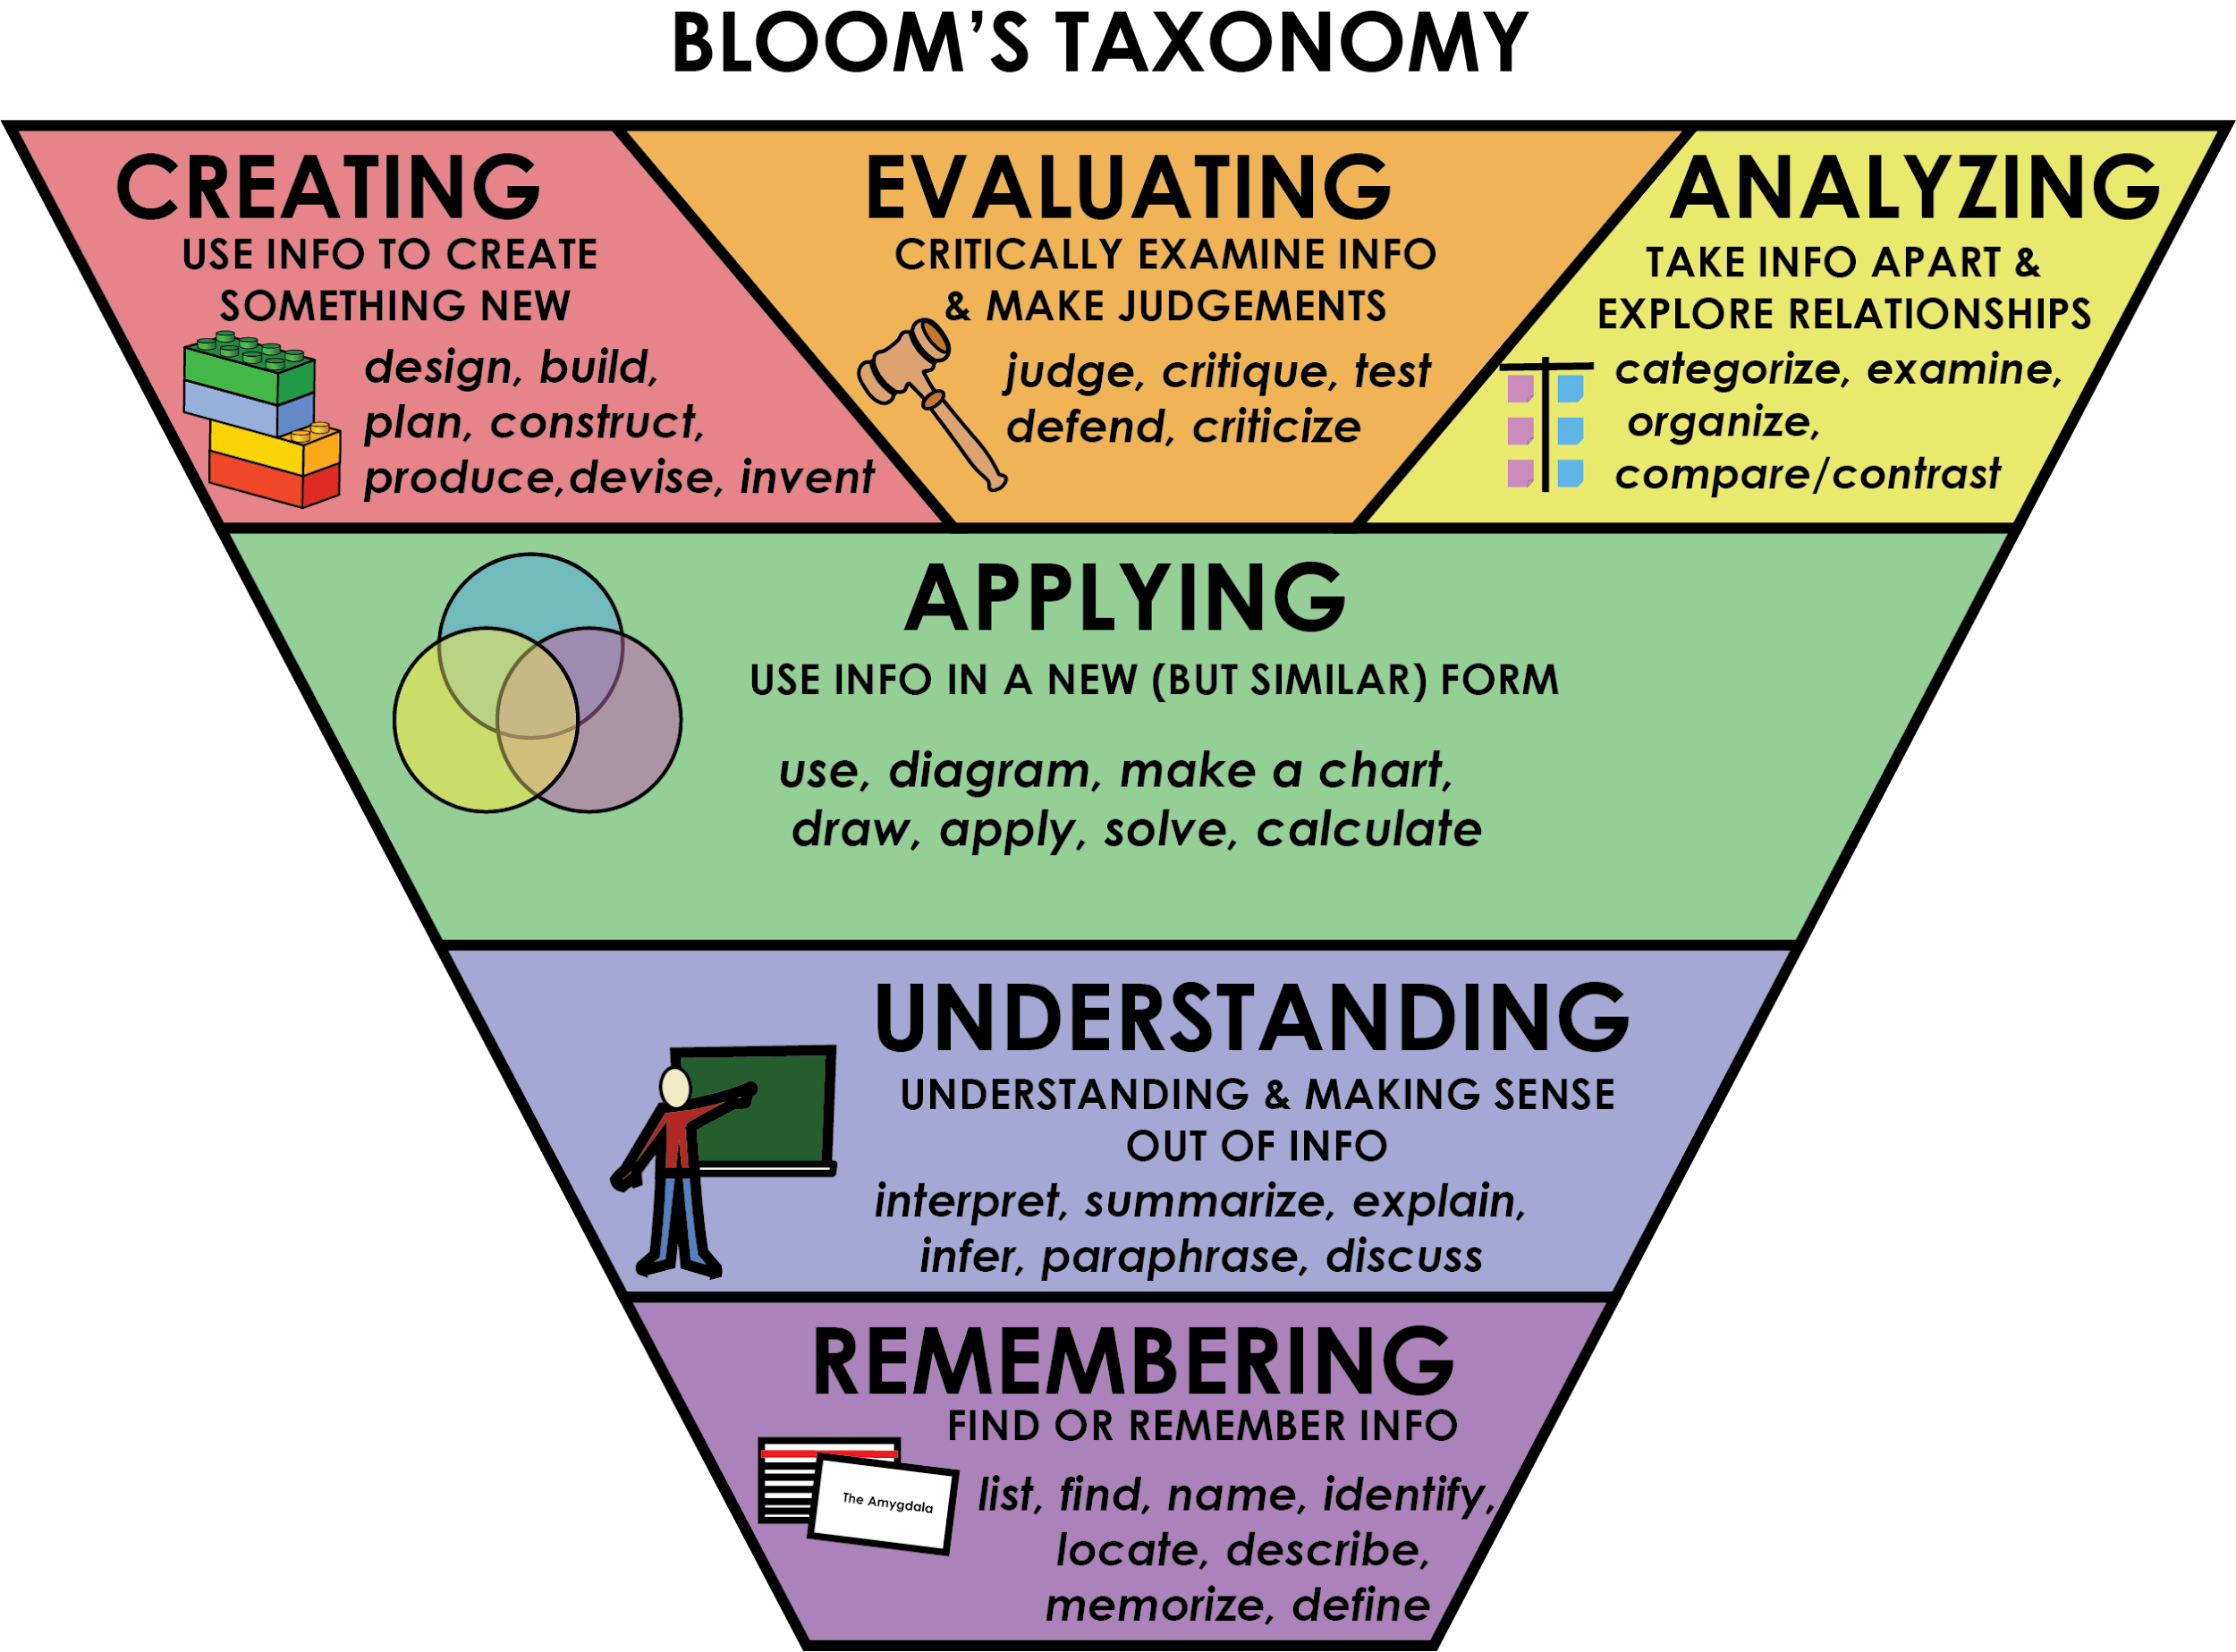 BLOOM'S TAXONOMY
CREATING
USE INFO TO CREATE
SOMETHING NEW
design, build,
plan, construct,
produce,devise, invent
EVALUATING
CRITICALLY EXAMINE INFO
& MAKE JUDGEMENTS
judge, critique, test
defend, criticize
ANALYZING
TAKE INFO APART &
EXPLORE RELATIONSHIPS
categorize, examine,
organize,
compare/contrast
APPLYING
USE INFO IN A NEW (BUT SIMILAR) FORM
use, diagram, make a chart,
draw, apply, solve, calculate
UNDERSTANDING
UNDERSTANDING & MAKING SENSE
OUT OF INFO
interpret, summarize, explain,
infer, paraphrase, discuss
REMEMBERING
FIND OR REMEMBER INFO
The Amygdala
list, find, name, identify,
locate, describe,
memorize, define